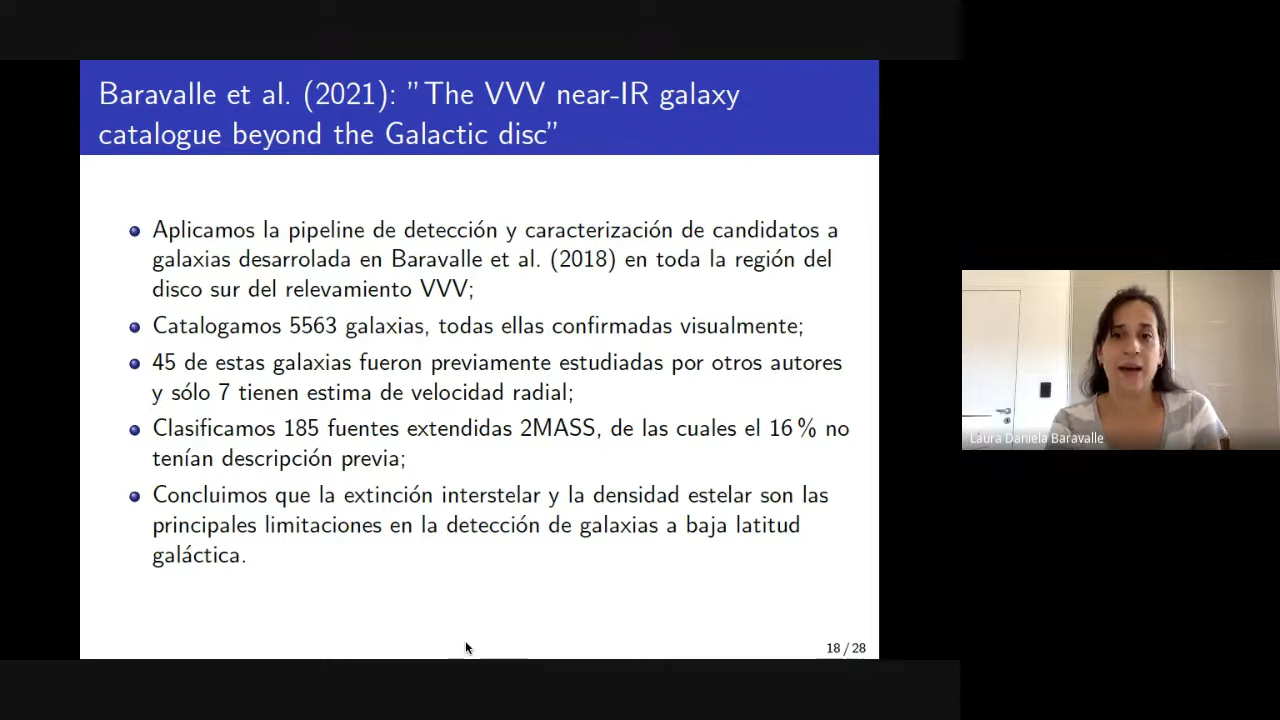 Baravalle et al. (2021): "The VVV near-IR galaxy
catalogue beyond the Galactic disc"
Aplicamos la pipeline de detección y caracterización de candidatos a
galaxias desarrolada en Baravalle et al. (2018) en toda la región del
disco sur del relevamiento VVV;
Catalogamos 5563 galaxias, todas ellas confirmadas visualmente;
45 de estas galaxias fueron previamente estudiadas por otros autores
y sólo 7 tienen estima de velocidad radial;
Clasificamos 185 fuentes extendidas 2MASS, de las cuales el 16 % no
tenían descripción previa;
Concluimos que la extinción interstelar y la densidad estelar son las
principales limitaciones en la detección de galaxias a baja latitud
galáctica.
18 / 28
Laura Daniela Baravalle